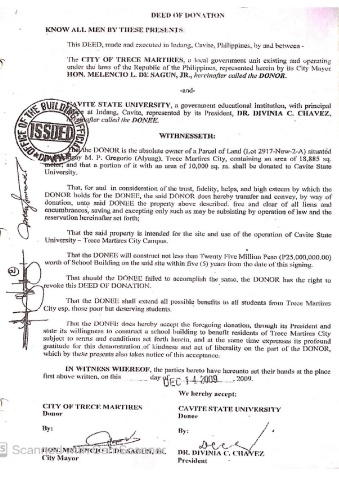 DEED OF DONATION
KNOW ALL MEN BY THESE PRESENTS:
This DEED, made and executed in Indang, Cavite, Philippines, by and between -
The CITY OF TRECE MARTIRES, a local government unit existing and operating
under the laws of the Republic of the Philippines, represented herein by its City Mayor
HON. MELENCIO L. DE SAGUN, JR., hereinafter called the DONOR.
-and-
CAVITE STATE UNIVERSITY, a government educational institution, with principal
office at Indang, Cavite, represented by its President, DR. DIVINIA C. CHAVEZ,
hereinafter called the DONEE.
OFFICE OF THE BUILDING
ISSUED
WITNESSETH:
the DONOR is the absolute owner of a Parcel of Land (Lot 2917-New-2-A) situated
M. P. Gregorio (Alyang), Trece Martires City, containing an area of 18,885 sq.
meter; and that a portion of it with an area of 10,000 sq. m. shall be donated to Cavite State
University.
That, for and in consideration of the trust, fidelity, helps, and high esteem by which the
DONOR holds for the DONEE, the said DONOR does hereby transfer and convey, by way of
donation, unto said DONEE the property above described, free and clear of all liens and
encumbrances, saving and excepting only such as may be subsisting by operation of law and the
reservation hereinafter set forth;
That the said property is intended for the site and use of the operation of Cavite State
University – Trece Martires City Campus.
That the DONEE will construct not less than Twenty Five Million Peso (P25,000,000.00)
worth of School Building on the said site within five (5) years from the date of this signing.
That should the DONEE failed to accomplish the same, the DONOR has the right to
revoke this DEED OF DONATION.
That the DONEE shall extend all possible benefits to all students from Trece Martires
City esp. those poor but deserving students.
That the DONEE does hereby accept the foregoing donation, through its President and
state its willingness to construct a school building to benefit residents of Trece Martires City
subject to terms and conditions set forth herein, and at the same time expresses its profound
gratitude for this demonstration of kindness and act of liberality on the part of the DONOR,
which by these presents also takes notice of this acceptance.
IN WITNESS WHEREOF, the parties hereto have hereunto set their hands at the place
first above written, on this day DEC 14 2009, 2009.
We hereby accept:
CITY OF TRECE MARTIRES
Donor
CAVITE STATE UNIVERSITY
Donee
By:
By:
HON. MELENCIO L. DE SAGUN, JR.
City Mayor
DR. DIVINIA C. CHAVEZ
President